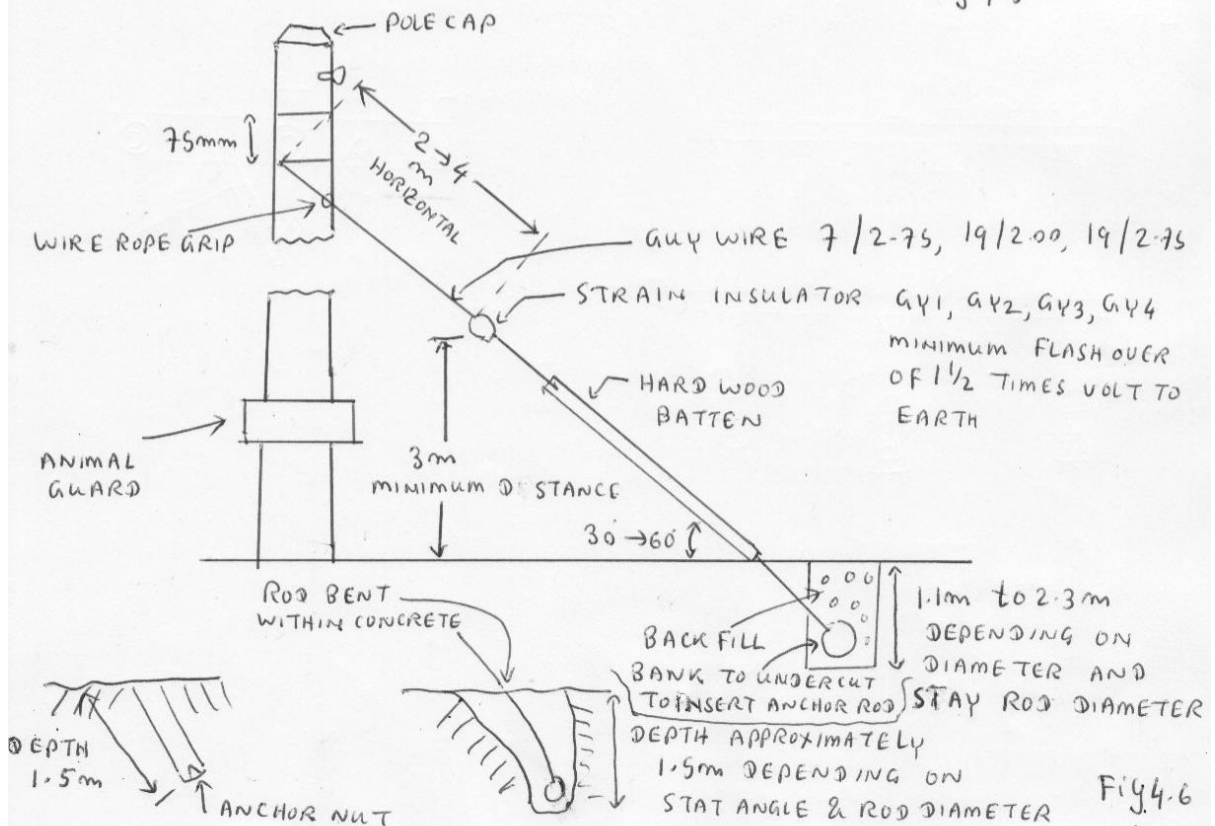 POLE CAP
75mm
2→4
m
HORIZONTAL
WIRE ROPE GRIP
GUY WIRE 7/2.75, 19/2.00, 19/2.75
STRAIN INSULATOR GY1, GY2, GY3, GY4
MINIMUM FLASHOVER
OF 1 1/2 TIMES VOLT TO
EARTH
HARD WOOD
BATTEN
ANIMAL
GUARD
3m
MINIMUM DISTANCE
30°→60°
ROD BENT
WITHIN CONCRETE
BACK FILL
BANK TO UNDERCUT
TO INSERT ANCHOR ROD
1.1m to 2.3m
DEPENDING ON
DIAMETER AND
STAY ROD DIAMETER
DEPTH
1.5m
ANCHOR NUT
DEPTH APPROXIMATELY
1.5m DEPENDING ON
STAT ANGLE & ROD DIAMETER
Fig 4.6